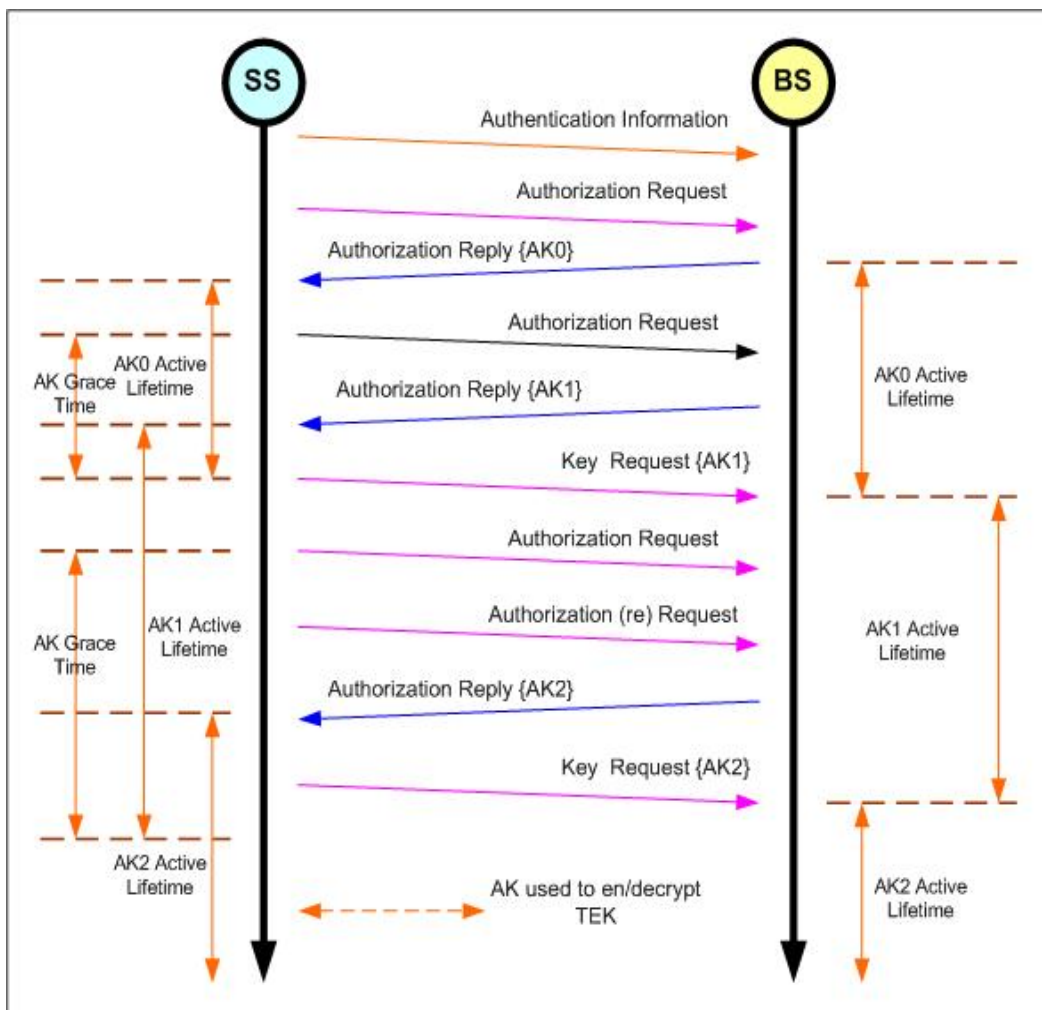 SS
BS
Authentication Information
Authorization Request
Authorization Reply {AK0}
Authorization Request
AK0 Active
Lifetime
AK Grace
Time
AK0 Active
Lifetime
Authorization Reply {AK1}
Key Request {AK1}
Authorization Request
Authorization (re) Request
AK1 Active
Lifetime
AK Grace
Time
AK1 Active
Lifetime
Authorization Reply {AK2}
Key Request {AK2}
AK2 Active
Lifetime
AK used to en/decrypt
TEK
AK2 Active
Lifetime